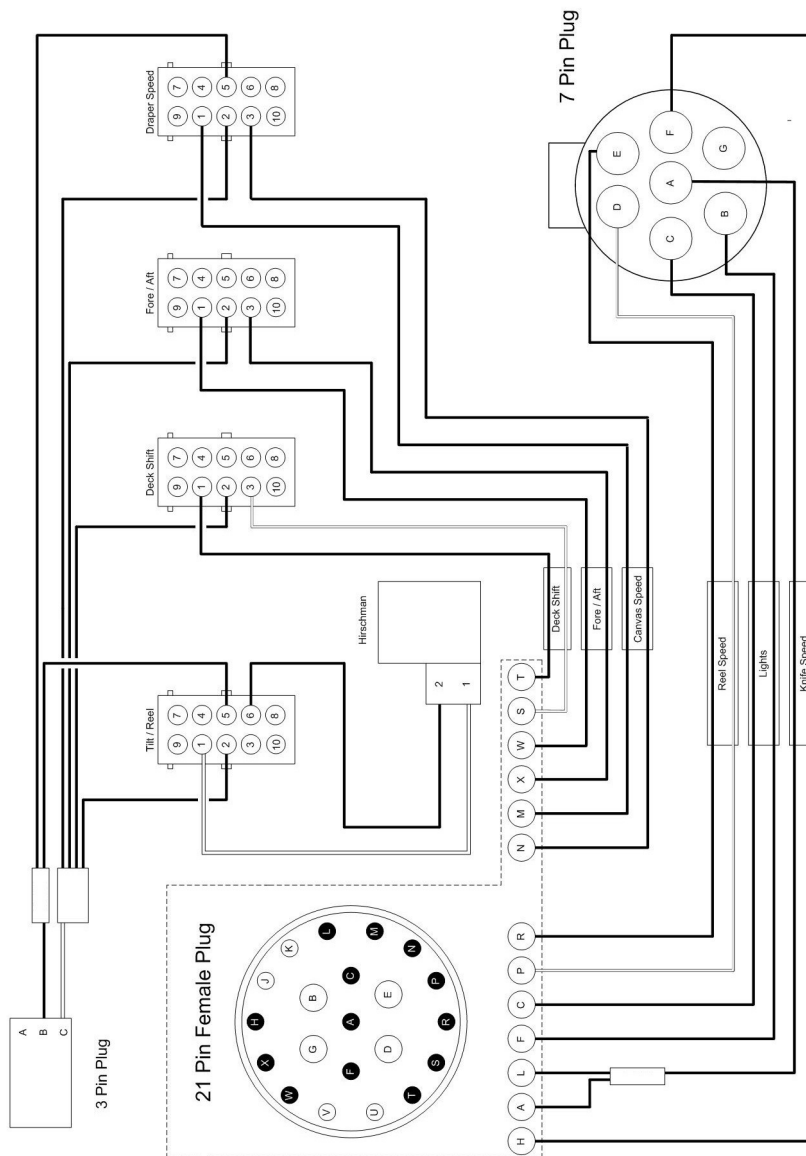 3 Pin Plug
A
B
C
Tilt / Reel
9
7
1
4
2
5
3
6
10
8
Deck Shift
9
7
1
4
2
5
3
6
10
8
Fore / Aft
9
7
1
4
2
5
3
6
10
8
Draper Speed
9
7
1
4
2
5
3
6
10
8
Hirschman
2
1
21 Pin Female Plug
H
J
K
L
M
N
P
R
S
T
U
V
W
X
G
B
C
A
F
D
E
H
A
L
F
C
P
R
N
M
X
W
S
T
Deck Shift
Fore / Aft
Canvas Speed
Reel Speed
Lights
Knife Speed
7 Pin Plug
E
F
D
A
G
C
B